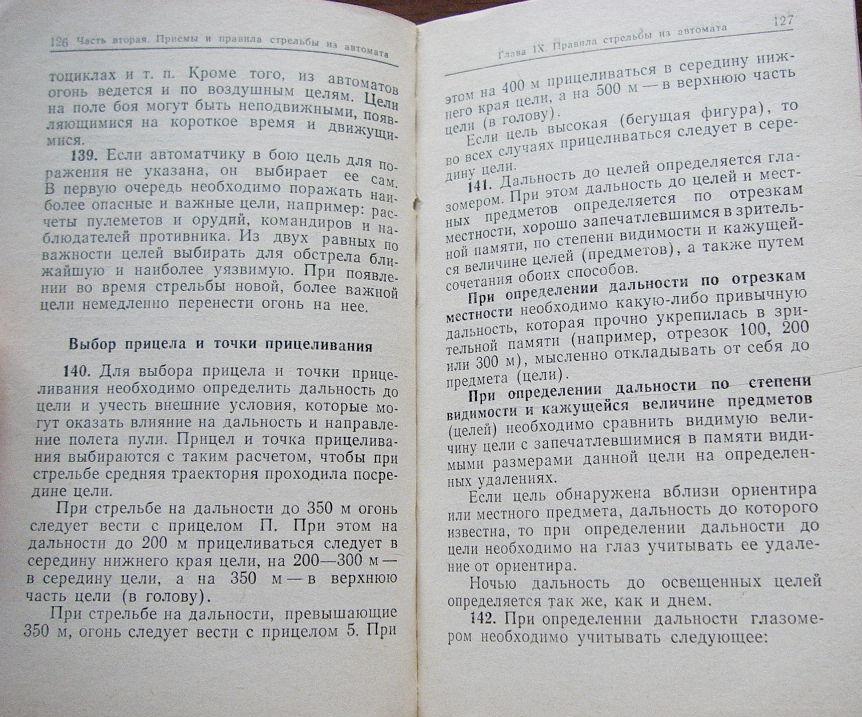 126 Часть вторая. Приемы и правила стрельбы из автомата
тоциклах и т. п. Кроме того, из автоматов
огонь ведется и по воздушным целям. Цели
на поле боя могут быть неподвижными, появ-
ляющимися на короткое время и движущи-
мися.
139. Если автоматчику в бою цель для по-
ражения не указана, он выбирает ее сам.
В первую очередь необходимо поражать наи-
более опасные и важные цели, например: рас-
четы пулеметов и орудий, командиров и на-
блюдателей противника. Из двух равных по
важности целей выбирать для обстрела бли-
жайшую и наиболее уязвимую. При появле-
нии во время стрельбы новой, более важной
цели немедленно перенести огонь на нее.
Выбор прицела и точки прицеливания
140. Для выбора прицела и точки прице-
ливания необходимо определить дальность до
цели и учесть внешние условия, которые мо-
гут оказать влияние на дальность и направле-
ние полета пули. Прицел и точка прицелива-
ния выбираются с таким расчетом, чтобы при
стрельбе средняя траектория проходила посре-
дине цели.
При стрельбе на дальности до 350 м огонь
следует вести с прицелом П. При этом на
дальности до 200 м прицеливаться следует в
середину нижнего края цели, на 200—300 м —
в середину цели, а на 350 м — в верхнюю
часть цели (в голову).
При стрельбе на дальности, превышающие
350 м, огонь следует вести с прицелом 5. При
Глава IX. Правила стрельбы из автомата 127
этом на 400 м прицеливаться в середину ниж-
него края цели, а на 500 м — в верхнюю часть
цели (в голову).
Если цель высокая (бегущая фигура), то
во всех случаях прицеливаться следует в сере-
дину цели.
141. Дальность до целей определяется гла-
зомером. При этом дальность до целей и мест-
ных предметов определяется по отрезкам
местности, хорошо запечатлевшимся в зритель-
ной памяти, по степени видимости и кажущей-
ся величине целей (предметов), а также путем
сочетания обоих способов.
При определении дальности по отрезкам
местности необходимо какую-либо привычную
дальность, которая прочно укрепилась в зри-
тельной памяти (например, отрезок 100, 200
или 300 м), мысленно откладывать от себя до
предмета (цели).
При определении дальности по степени
видимости и кажущейся величине предметов
(целей) необходимо сравнить видимую вели-
чину цели с запечатлевшимися в памяти види-
мыми размерами данной цели на определен-
ных удалениях.
Если цель обнаружена вблизи ориентира
или местного предмета, дальность до которого
известна, то при определении дальности до
цели необходимо на глаз учитывать ее удале-
ние от ориентира.
Ночью дальность до освещенных целей
определяется так же, как и днем.
142. При определении дальности глазоме-
ром необходимо учитывать следующее: